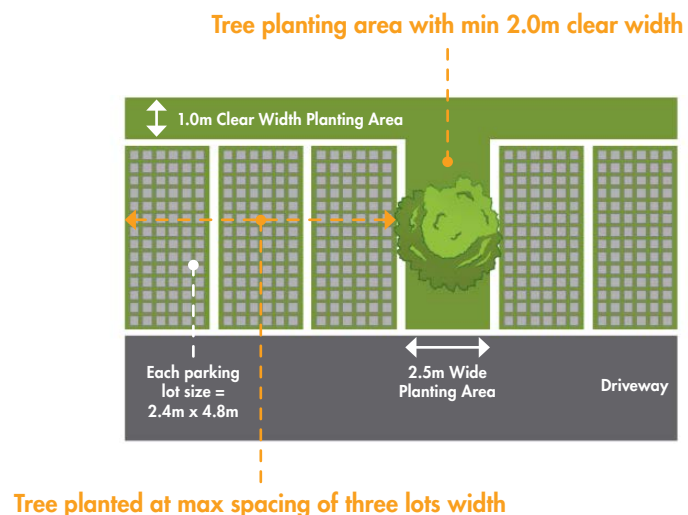 Tree planting area with min 2.0m clear width
1.0m Clear Width Planting Area
Each parking
lot size =
2.4m x 4.8m
2.5m Wide
Planting Area
Driveway
Tree planted at max spacing of three lots width